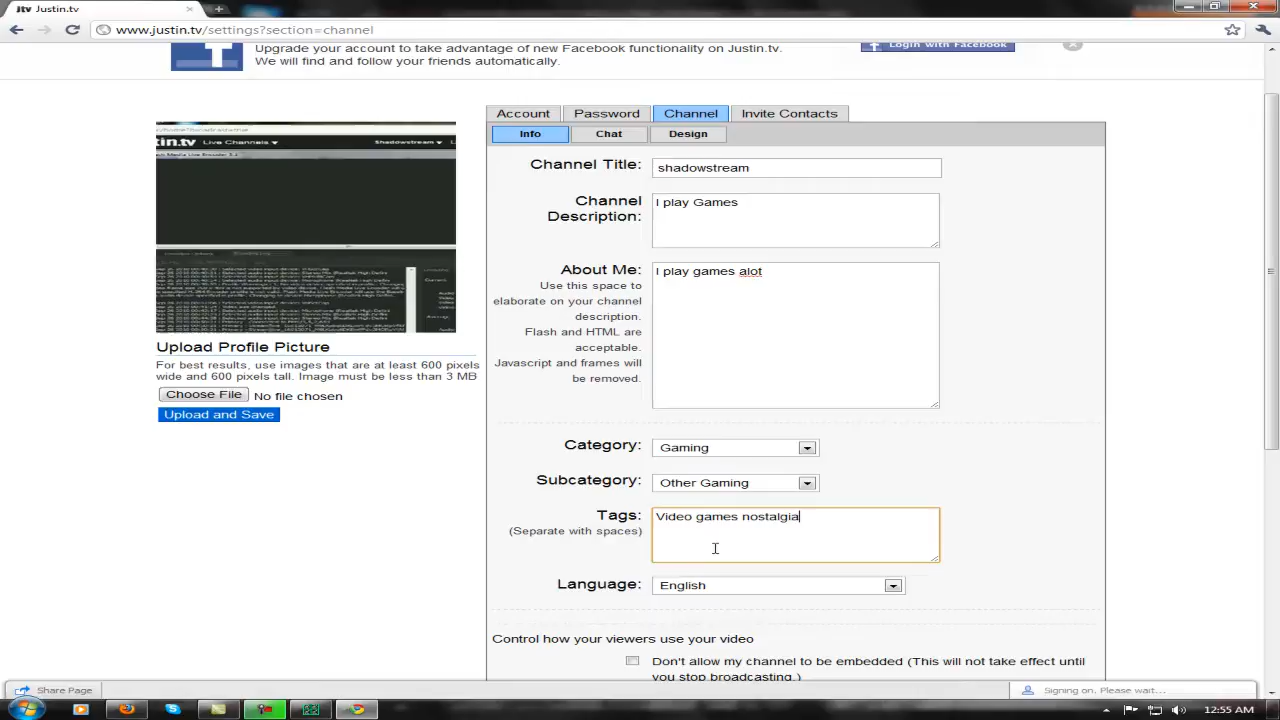 Jtv Justin.tv
www.justin.tv/settings?section=channel
Upgrade your account to take advantage of new Facebook functionality on Justin.tv.
We will find and follow your friends automatically.
Login with Facebook
Account Password Channel Invite Contacts
Info Chat Design
tin.tv Live Channels Shadowstream
Channel Title: shadowstream
Channel Description: I play Games
About Me: I play games alot
Use this space to
elaborate on your channel
description.
Flash and HTML are
acceptable.
Javascript and frames will
be removed.
Upload Profile Picture
For best results, use images that are at least 600 pixels
wide and 600 pixels tall. Image must be less than 3 MB
Choose File No file chosen
Upload and Save
Category: Gaming
Subcategory: Other Gaming
Tags: Video games nostalgia
(Separate with spaces)
Language: English
Control how your viewers use your video
Don't allow my channel to be embedded (This will not take effect until
you stop broadcasting.)
Share Page
Signing on. Please wait...
12:55 AM